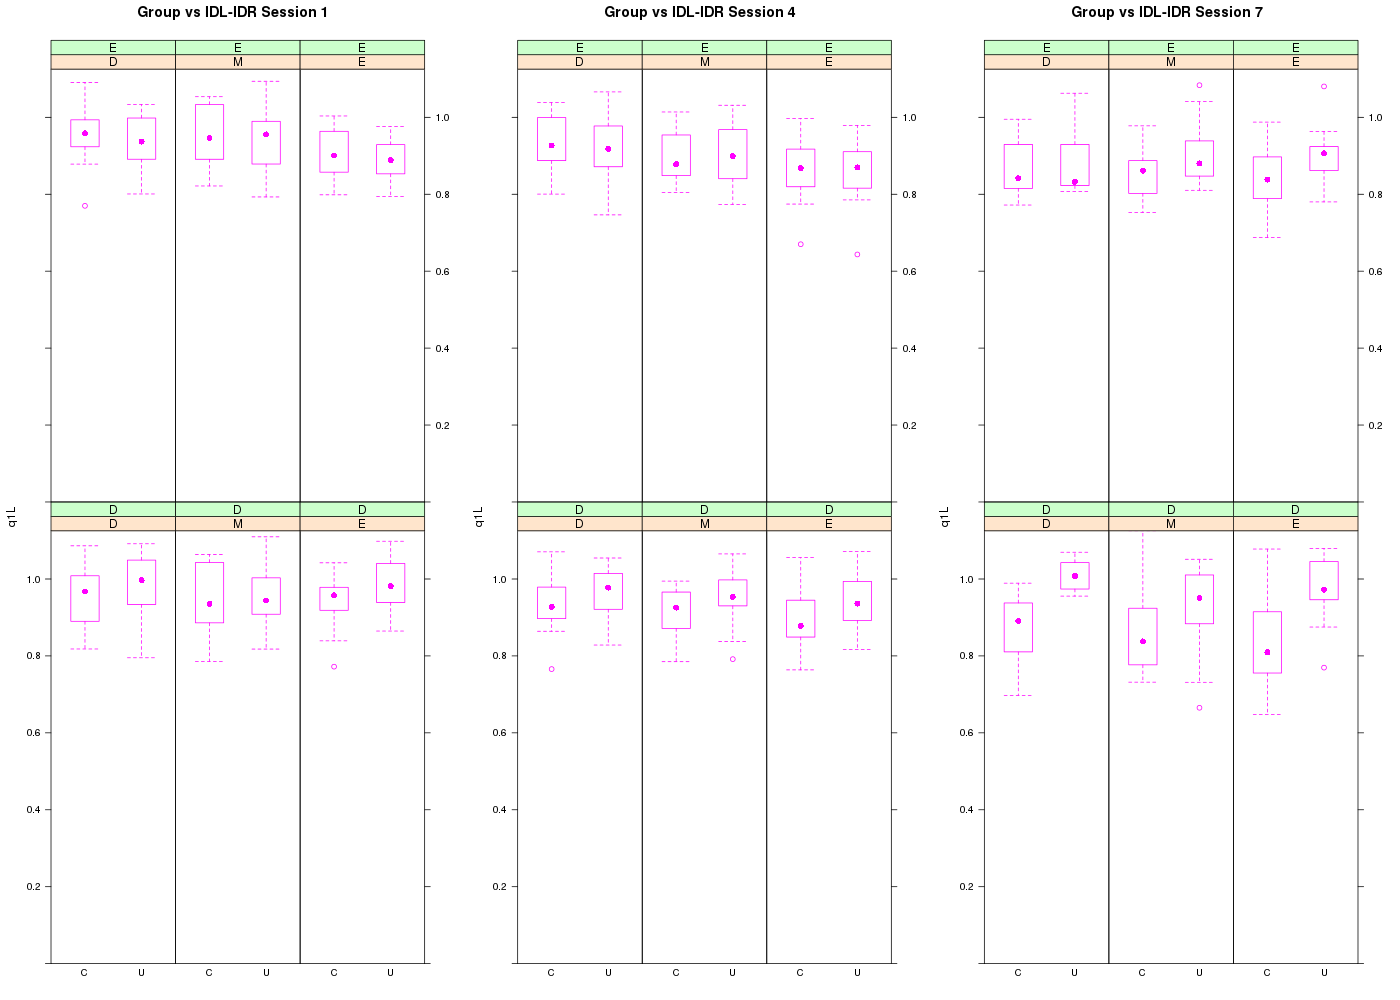 Group vs IDL-IDR Session 1 Group vs IDL-IDR Session 4 Group vs IDL-IDR Session 7
E E E E E E E E E
D M E D M E D M E
1.0 1.0 1.0
0.8 0.8 0.8
0.6 0.6 0.6
0.4 0.4 0.4
0.2 0.2 0.2
q1L q1L q1L
D D D D D D D D D
D M E D M E D M E
1.0 1.0 1.0
0.8 0.8 0.8
0.6 0.6 0.6
0.4 0.4 0.4
0.2 0.2 0.2
C U C U C U C U C U C U C U C U C U